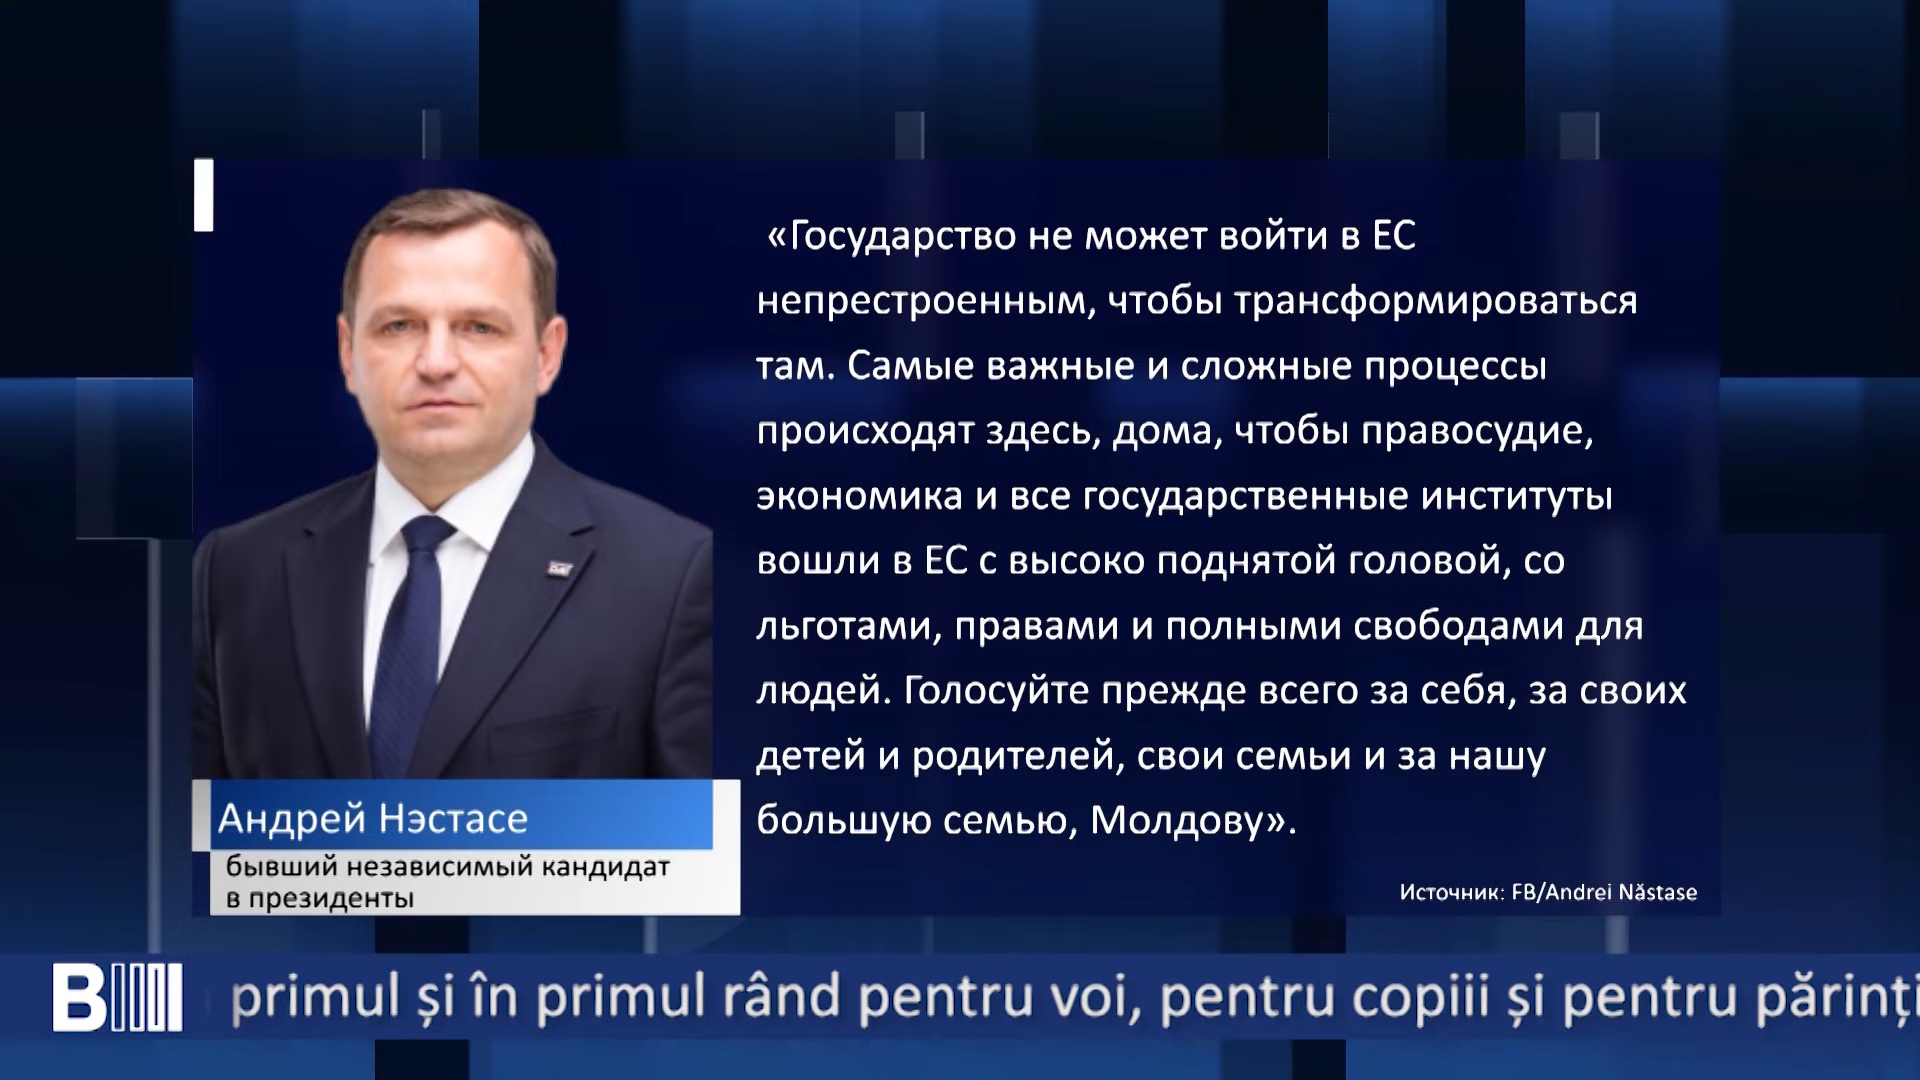 «Государство не может войти в ЕС
непрестроенным, чтобы трансформироваться
там. Самые важные и сложные процессы
происходят здесь, дома, чтобы правосудие,
экономика и все государственные институты
вошли в ЕС с высоко поднятой головой, со
льготами, правами и полными свободами для
людей. Голосуйте прежде всего за себя, за своих
детей и родителей, свои семьи и за нашу
большую семью, Молдову».
Источник: FB/Andrei Năstase
Андрей Нэстасе
бывший независимый кандидат
в президенты
primul și în primul rând pentru voi, pentru copiii și pentru părinți